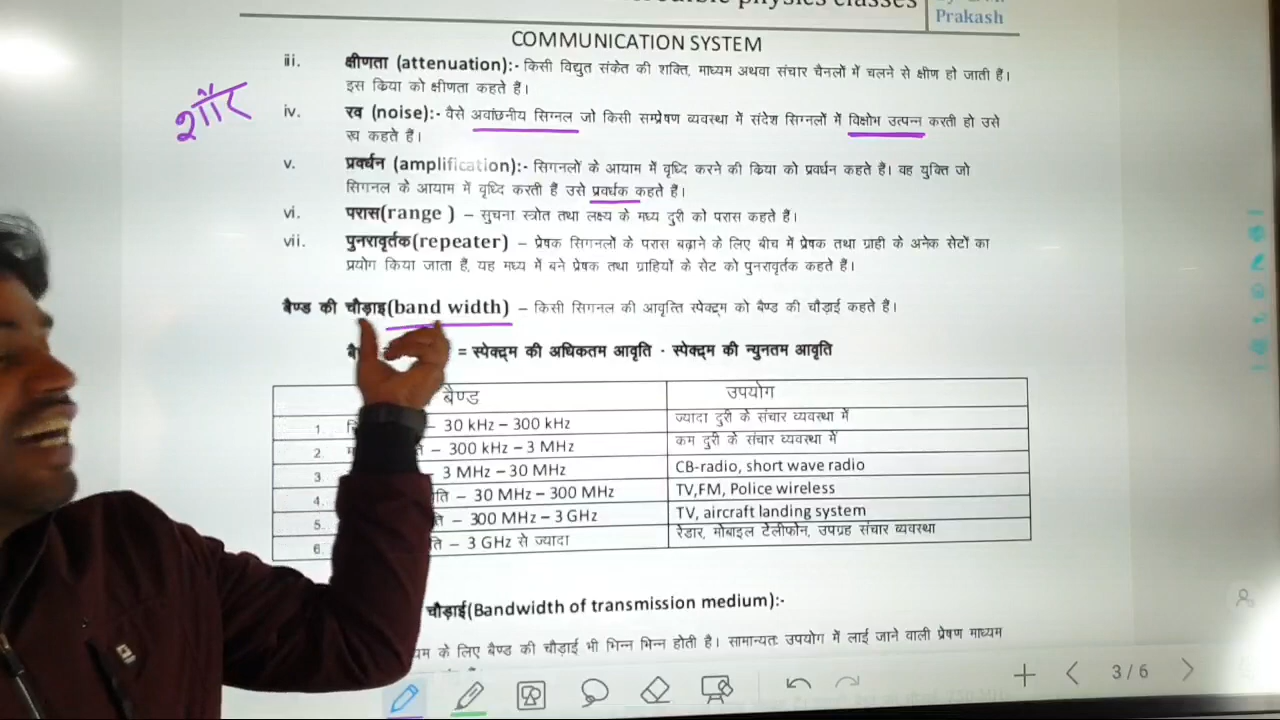 physics classes
Prakash
COMMUNICATION SYSTEM
iii. क्षीणता (attenuation):- किसी विद्युत संकेत की शक्ति, माध्यम अथवा संचार चैनलों में चलने से क्षीण हो जाती हैं।
इस क्रिया को क्षीणता कहते हैं।
शोर
iv. रव (noise):- वैसे अवांछनीय सिग्नल जो किसी सम्प्रेषण व्यवस्था में संदेश सिग्नलों में विक्षोभ उत्पन्न करती हो उसे
रव कहते हैं।
v. प्रवर्धन (amplification):- सिगनलों के आयाम में वृध्दि करने की क्रिया को प्रवर्धन कहते हैं। वह युक्ति जो
सिगनल के आयाम में वृध्दि करती हैं उसे प्रवर्धक कहते हैं।
vi. परास(range ) – सुचना स्त्रोत तथा लक्ष्य के मध्य दुरी को परास कहते हैं।
vii. पुनरावृर्तक(repeater) – प्रेषक सिगनलों के परास बढ़ाने के लिए बीच में प्रेषक तथा ग्राही के अनेक सेटों का
प्रयोग किया जाता हैं, यह मध्य में बने प्रेषक तथा ग्राहियों के सेट को पुनरावृर्तक कहते हैं।
बैण्ड की चौड़ाइ(band width) – किसी सिगनल की आवृत्ति स्पेक्ट्रम को बैण्ड की चौड़ाई कहते हैं।
= स्पेक्ट्रम की अधिकतम आवृति - स्पेक्ट्रम की न्युनतम आवृति
बैण्ड उपयोग
1. – 30 kHz – 300 kHz ज्यादा दुरी के संचार व्यवस्था में
2. – 300 kHz – 3 MHz कम दुरी के संचार व्यवस्था में
3 – 3 MHz – 30 MHz CB-radio, short wave radio
4. – 30 MHz – 300 MHz TV,FM, Police wireless
5. – 300 MHz – 3 GHz TV, aircraft landing system
6. – 3 GHz से ज्यादा रेडार, मोबाइल टेलीफोन, उपग्रह संचार व्यवस्था
चौड़ाई(Bandwidth of transmission medium):-
के लिए बैण्ड की चौड़ाई भी भिन्न भिन्न होती है। सामान्यतः उपयोग में लाई जाने वाली प्रेषण माध्यम
3 / 6